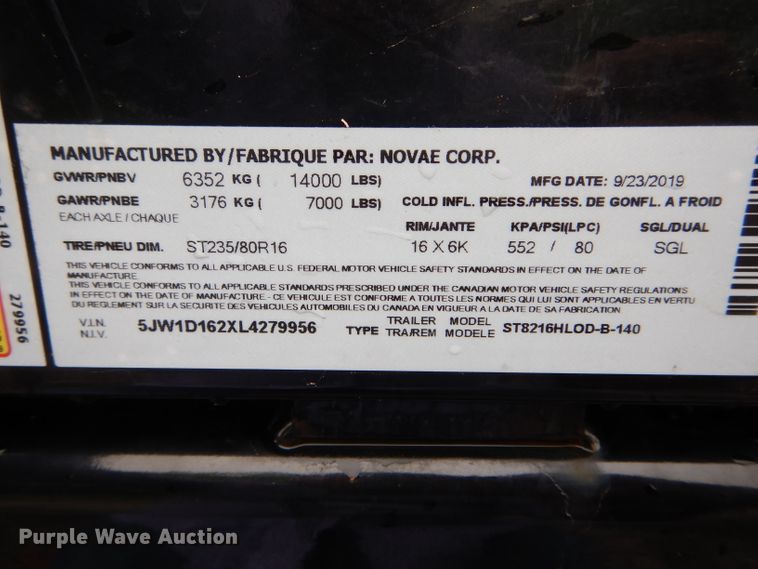 MANUFACTURED BY/FABRIQUE PAR: NOVAE CORP.
GVWR/PNBV 6352 KG ( 14000 LBS) MFG DATE: 9/23/2019
GAWR/PNBE 3176 KG ( 7000 LBS) COLD INFL. PRESS./PRESS. DE GONFL. A FROID
EACH AXLE / CHAQUE
RIM/JANTE KPA/PSI(LPC) SGL/DUAL
TIRE/PNEU DIM. ST235/80R16 16 X 6K 552 / 80 SGL
THIS VEHICLE CONFORMS TO ALL APPLICABLE U.S. FEDERAL MOTOR VEHICLE SAFETY STANDARDS IN EFFECT ON THE DATE OF
MANUFACTURE.
THIS VEHICLE CONFORMS TO ALL APPLICABLE STANDARDS PRESCRIBED UNDER THE CANADIAN MOTOR VEHICLE SAFETY REGULATIONS
IN EFFECT ON THE DATE OF MANUFACTURE - CE VEHICULE EST CONFORME A TOUTES LES NORMES QUI LUI SONT APPLICABLES EN VERTU
DU REGLEMENT SUR LA SECURITE DES VEHICULES AUTOMOBILES DU CANADA EN VIGUEUR A LA DATE DE SA FABRICATION.
V.I.N. 5JW1D162XL4279956 TYPE TRAILER MODEL ST8216HLOD-B-140
N.I.V. TRA/REM MODELE
B-140
279956
Purple Wave Auction